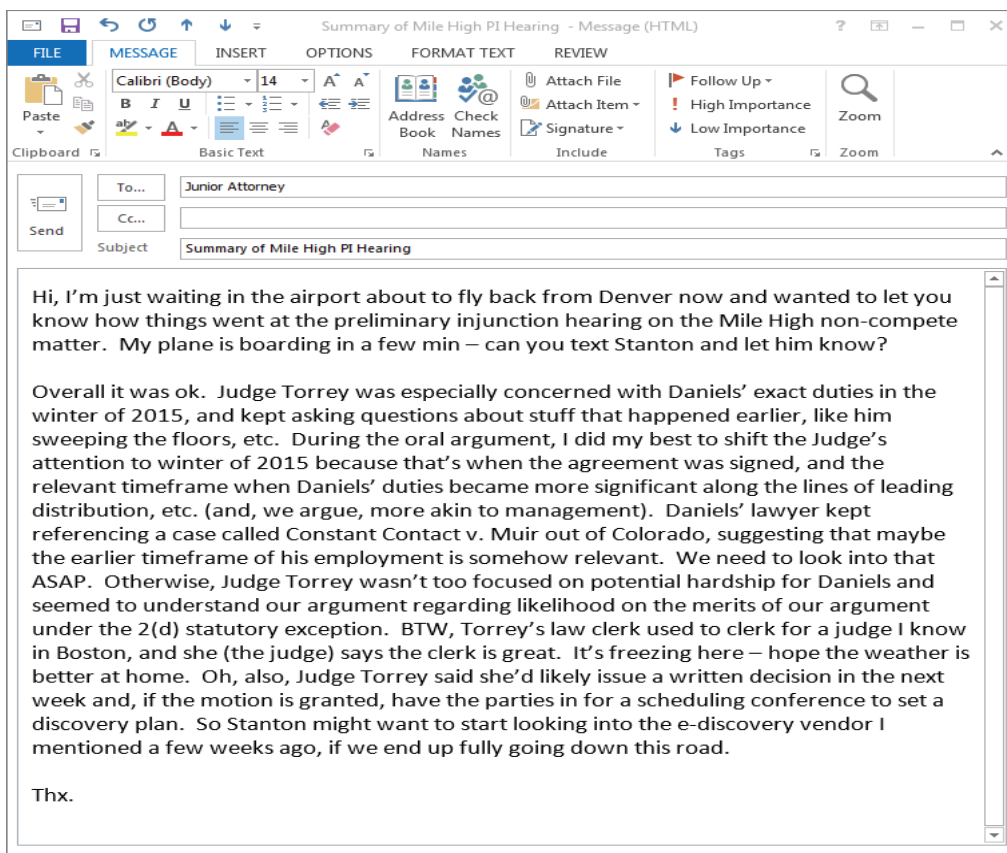 Summary of Mile High PI Hearing - Message (HTML)
?
FILE MESSAGE INSERT OPTIONS FORMAT TEXT REVIEW
Calibri (Body) 14 A A Attach File Follow Up
B I U Attach Item High Importance
Paste Address Check Zoom
ab A Book Names Signature Low Importance
Clipboard Basic Text Names Include Tags Zoom
To... Junior Attorney
Cc...
Send
Subject Summary of Mile High PI Hearing
Hi, I’m just waiting in the airport about to fly back from Denver now and wanted to let you
know how things went at the preliminary injunction hearing on the Mile High non-compete
matter. My plane is boarding in a few min – can you text Stanton and let him know?
Overall it was ok. Judge Torrey was especially concerned with Daniels’ exact duties in the
winter of 2015, and kept asking questions about stuff that happened earlier, like him
sweeping the floors, etc. During the oral argument, I did my best to shift the Judge’s
attention to winter of 2015 because that’s when the agreement was signed, and the
relevant timeframe when Daniels’ duties became more significant along the lines of leading
distribution, etc. (and, we argue, more akin to management). Daniels’ lawyer kept
referencing a case called Constant Contact v. Muir out of Colorado, suggesting that maybe
the earlier timeframe of his employment is somehow relevant. We need to look into that
ASAP. Otherwise, Judge Torrey wasn’t too focused on potential hardship for Daniels and
seemed to understand our argument regarding likelihood on the merits of our argument
under the 2(d) statutory exception. BTW, Torrey’s law clerk used to clerk for a judge I know
in Boston, and she (the judge) says the clerk is great. It’s freezing here – hope the weather is
better at home. Oh, also, Judge Torrey said she’d likely issue a written decision in the next
week and, if the motion is granted, have the parties in for a scheduling conference to set a
discovery plan. So Stanton might want to start looking into the e-discovery vendor I
mentioned a few weeks ago, if we end up fully going down this road.
Thx.